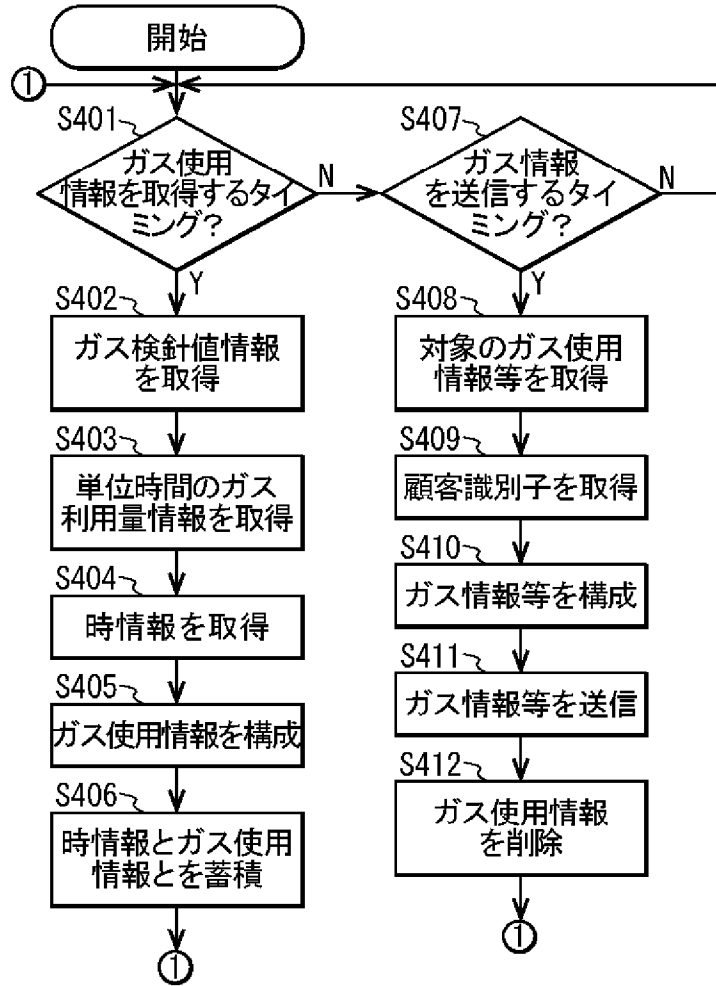 開始
①
S401
ガス使用
情報を取得するタイ
ミング?
N
Y
S402
ガス検針値情報
を取得
S403
単位時間のガス
利用量情報を取得
S404
時情報を取得
S405
ガス使用情報を構成
S406
時情報とガス使用
情報とを蓄積
①
S407
ガス情報
を送信するタイ
ミング?
N
Y
S408
対象のガス使用
情報等を取得
S409
顧客識別子を取得
S410
ガス情報等を構成
S411
ガス情報等を送信
S412
ガス使用情報
を削除
①